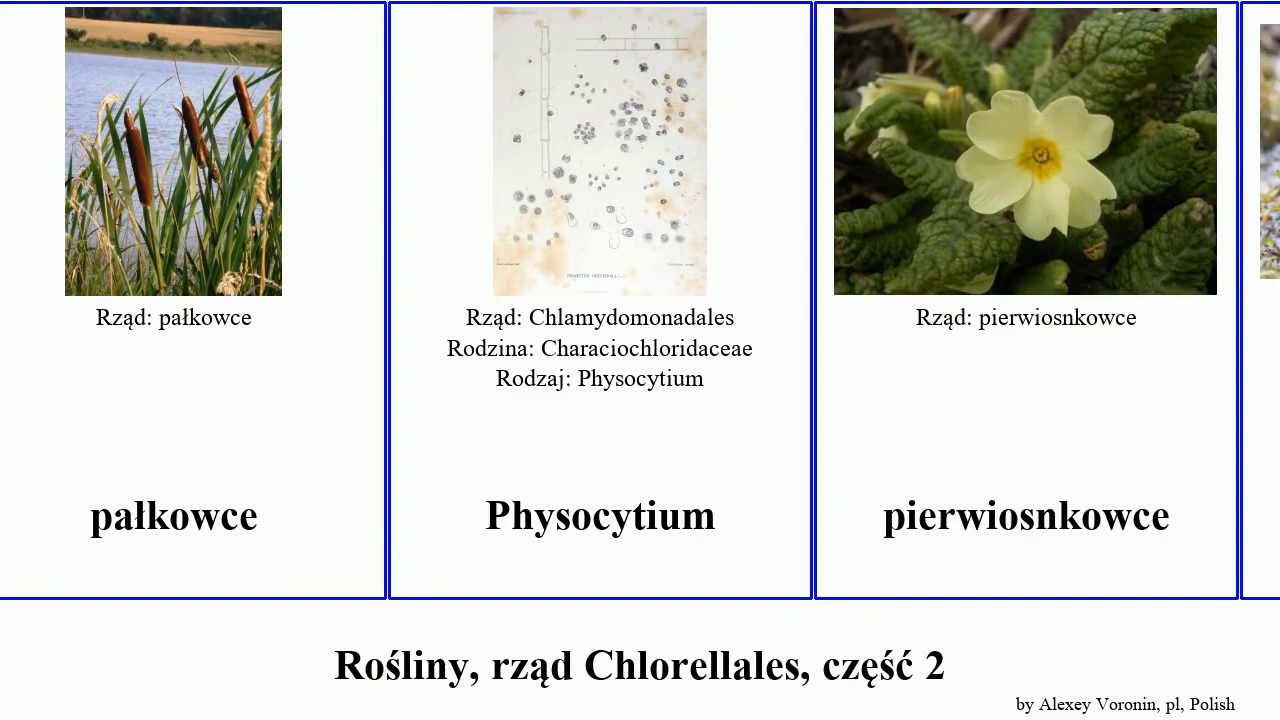 Rząd: pałkowce
pałkowce
Rząd: Chlamydomonadales
Rodzina: Characiochloridaceae
Rodzaj: Physocytium
Physocytium
Rząd: pierwiosnkowce
pierwiosnkowce
Rośliny, rząd Chlorellales, część 2
by Alexey Voronin, pl, Polish